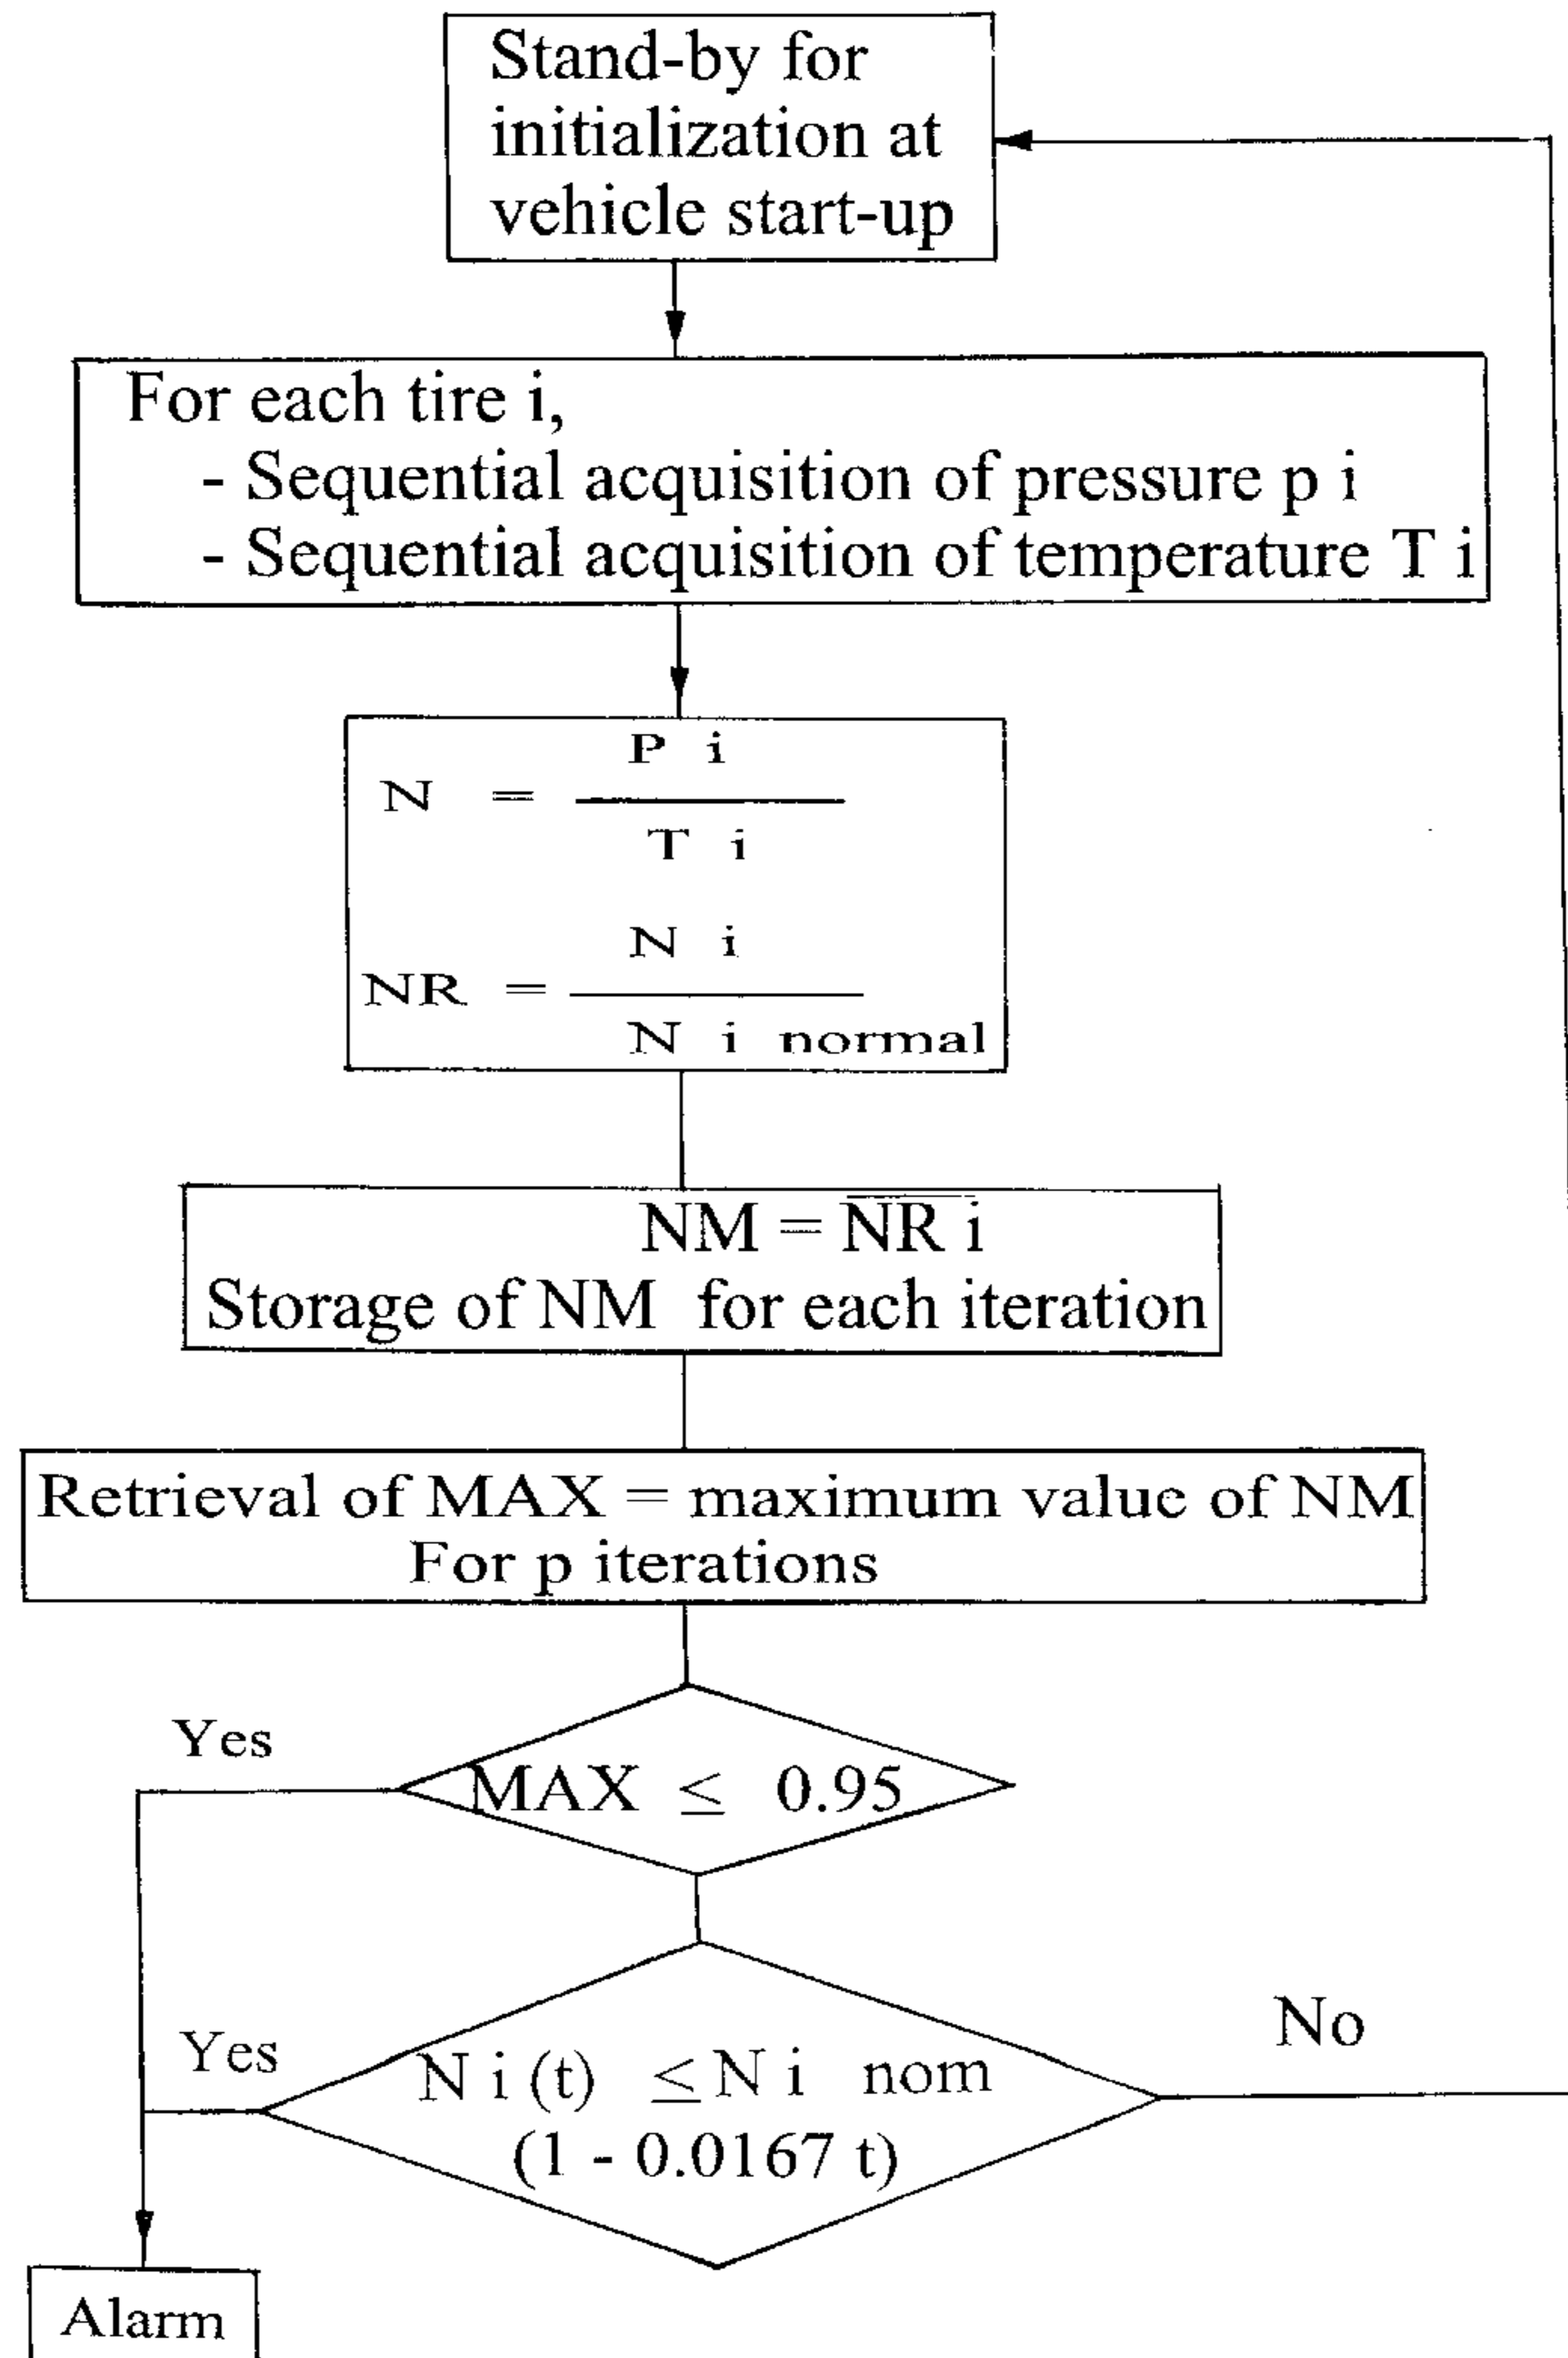 Stand-by for
initialization at
vehicle start-up
For each tire i,
- Sequential acquisition of pressure p i
- Sequential acquisition of temperature T i
N = P i
T i
NR = N i
N i normal
NM = N̅R̅ ̅i̅
Storage of NM for each iteration
Retrieval of MAX = maximum value of NM
For p iterations
Yes
MAX ≤ 0.95
Yes
N i (t) ≤ N i nom
(1 - 0.0167 t)
No
Alarm